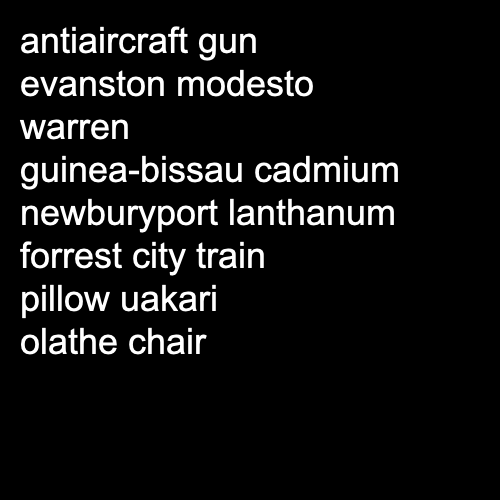 antiaircraft gun
evanston modesto
warren
guinea-bissau cadmium
newburyport lanthanum
forrest city train
pillow uakari
olathe chair